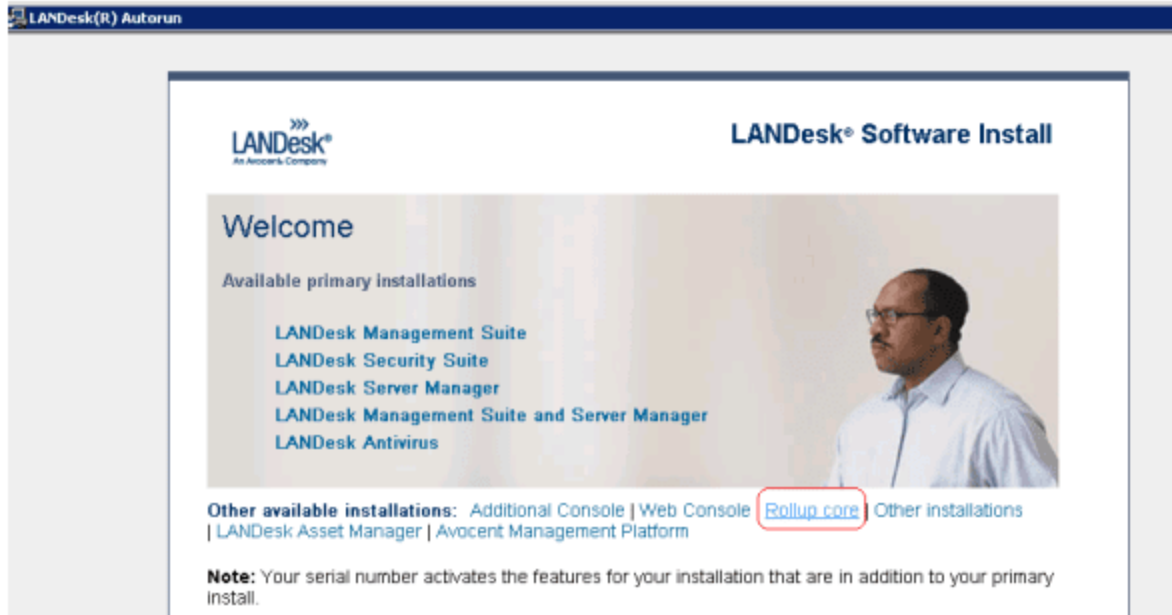 LANDesk(R) Autorun
LANDesk®
An Avocent Company
LANDesk® Software Install
Welcome
Available primary installations
LANDesk Management Suite
LANDesk Security Suite
LANDesk Server Manager
LANDesk Management Suite and Server Manager
LANDesk Antivirus
Other available installations: Additional Console | Web Console | Rollup core | Other installations
| LANDesk Asset Manager | Avocent Management Platform
Note: Your serial number activates the features for your installation that are in addition to your primary
install.